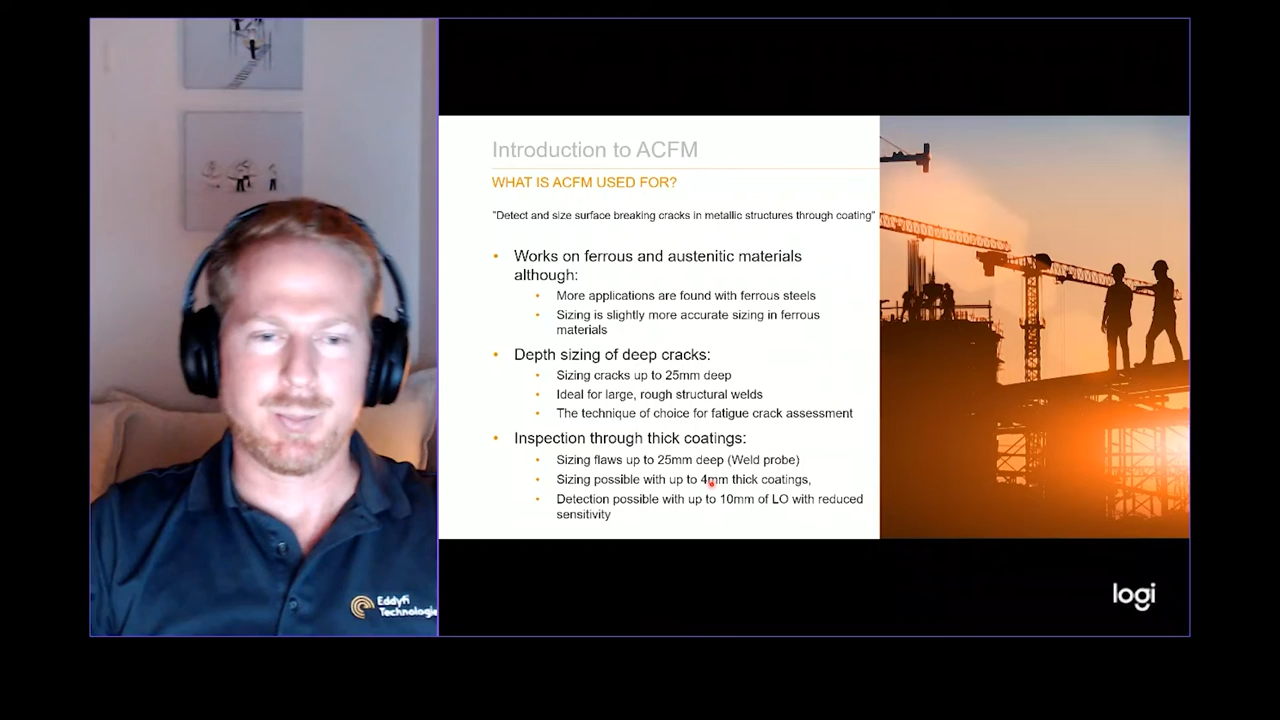 Introduction to ACFM
WHAT IS ACFM USED FOR?
"Detect and size surface breaking cracks in metallic structures through coating"
• Works on ferrous and austenitic materials
although:
• More applications are found with ferrous steels
• Sizing is slightly more accurate sizing in ferrous
materials
• Depth sizing of deep cracks:
• Sizing cracks up to 25mm deep
• Ideal for large, rough structural welds
• The technique of choice for fatigue crack assessment
• Inspection through thick coatings:
• Sizing flaws up to 25mm deep (Weld probe)
• Sizing possible with up to 4mm thick coatings,
• Detection possible with up to 10mm of LO with reduced
sensitivity
Eddyfi
Technologie
logi